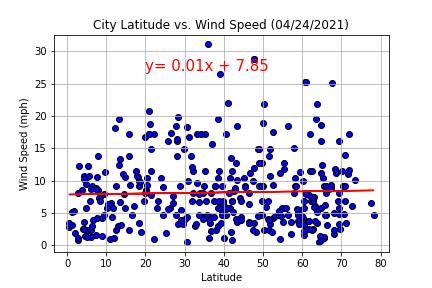 City Latitude vs. Wind Speed (04/24/2021)
30
25
20
15
10
5
0
Wind Speed (mph)
y= 0.01x + 7.85
0 10 20 30 40 50 60 70 80
Latitude